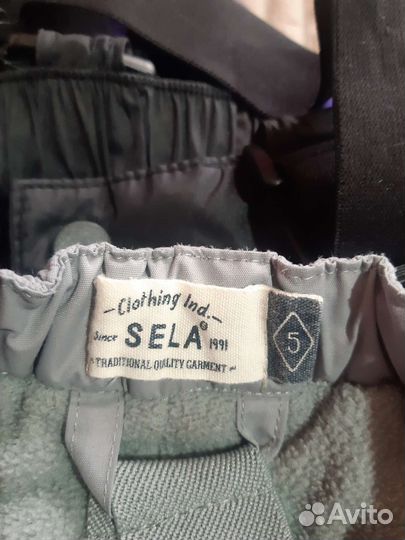 Clothing Ind.
Since SELA® 1991
TRADITIONAL QUALITY GARMENT
5
Avito